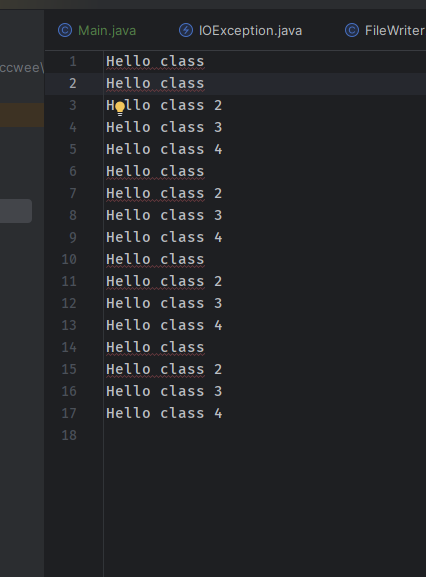 Main.java IOException.java FileWriter
ccwee\
1 Hello class
2 Hello class
3 Hello class 2
4 Hello class 3
5 Hello class 4
6 Hello class
7 Hello class 2
8 Hello class 3
9 Hello class 4
10 Hello class
11 Hello class 2
12 Hello class 3
13 Hello class 4
14 Hello class
15 Hello class 2
16 Hello class 3
17 Hello class 4
18